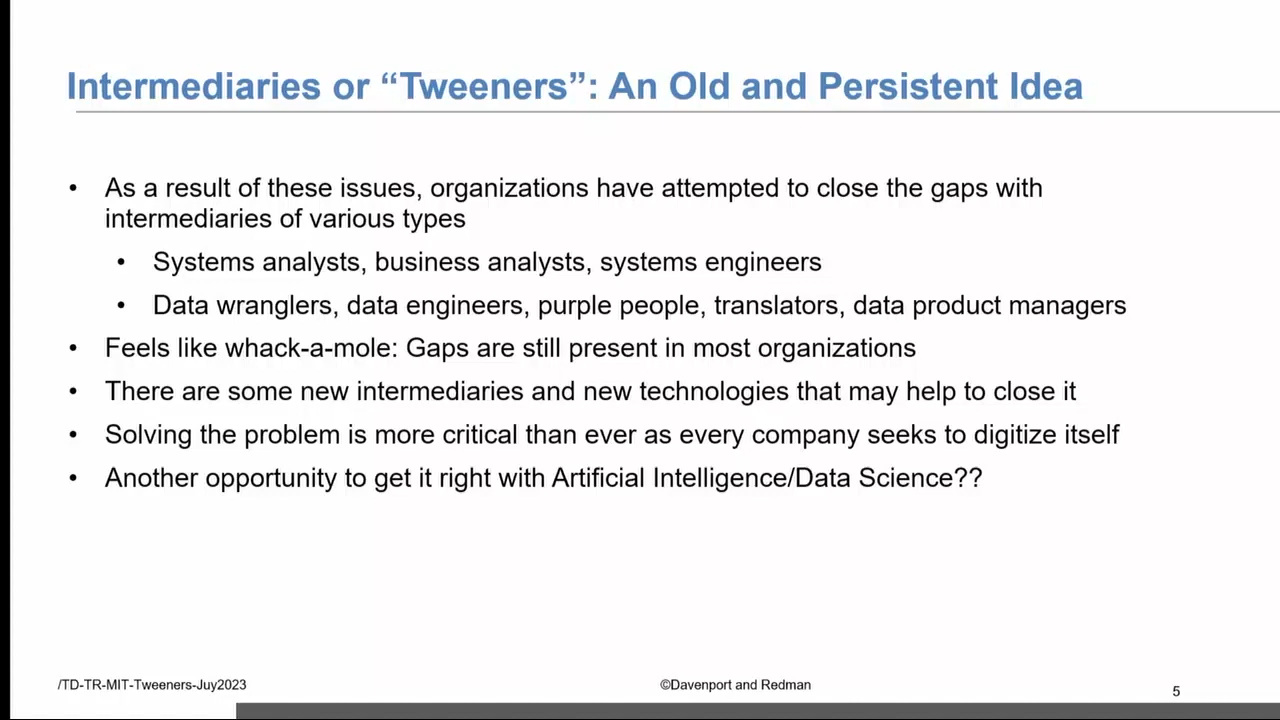 Intermediaries or “Tweeners”: An Old and Persistent Idea
• As a result of these issues, organizations have attempted to close the gaps with
intermediaries of various types
• Systems analysts, business analysts, systems engineers
• Data wranglers, data engineers, purple people, translators, data product managers
• Feels like whack-a-mole: Gaps are still present in most organizations
• There are some new intermediaries and new technologies that may help to close it
• Solving the problem is more critical than ever as every company seeks to digitize itself
• Another opportunity to get it right with Artificial Intelligence/Data Science??
/TD-TR-MIT-Tweeners-Juy2023
©Davenport and Redman
5